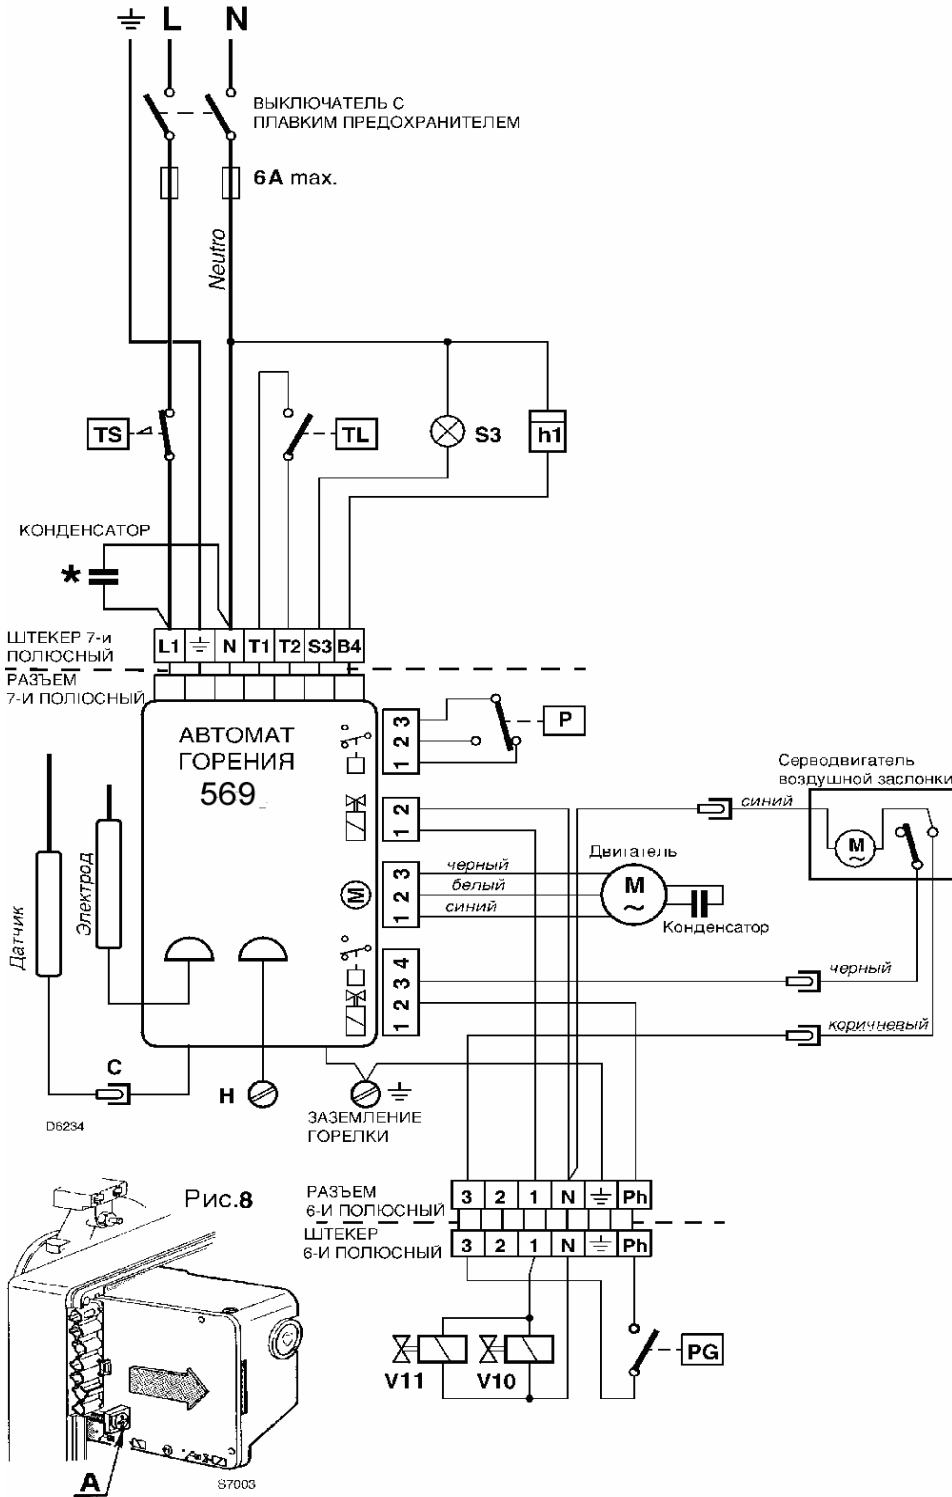 L N
ВЫКЛЮЧАТЕЛЬ С
ПЛАВКИМ ПРЕДОХРАНИТЕЛЕМ
6A max.
Neutro
TS
TL
S3
h1
КОНДЕНСАТОР
*
ШТЕКЕР 7-и
ПОЛЮСНЫЙ
L1 N T1 T2 S3 B4
РАЗЪЕМ
7-И ПОЛЮСНЫЙ
АВТОМАТ
ГОРЕНИЯ
569
1 2 3
P
Серводвигатель
воздушной заслонки
1 2
синий
M
~
Двигатель
черный
белый
синий
M
1 2 3
M
~
Конденсатор
Датчик
Электрод
1 2 3 4
черный
коричневый
C
H
ЗАЗЕМЛЕНИЕ
ГОРЕЛКИ
D6234
Рис.8
РАЗЪЕМ
6-И ПОЛЮСНЫЙ
3 2 1 N Ph
ШТЕКЕР
6-И ПОЛЮСНЫЙ
3 2 1 N Ph
V11
V10
PG
A
S7003